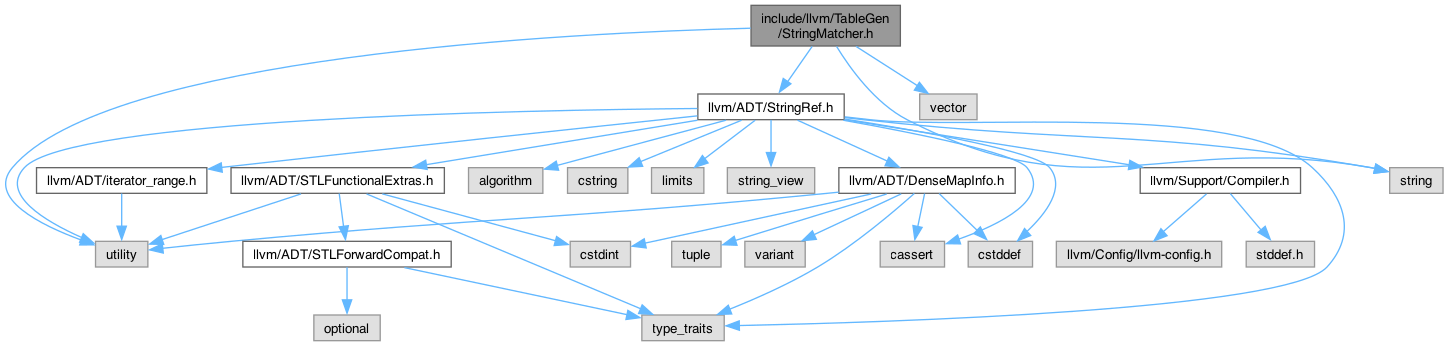 include/llvm/TableGen
/StringMatcher.h
llvm/ADT/StringRef.h
vector
llvm/ADT/iterator_range.h
llvm/ADT/STLFunctionalExtras.h
algorithm
cstring
limits
string_view
llvm/ADT/DenseMapInfo.h
llvm/Support/Compiler.h
string
utility
llvm/ADT/STLForwardCompat.h
cstdint
tuple
variant
cassert
cstddef
llvm/Config/llvm-config.h
stddef.h
optional
type_traits